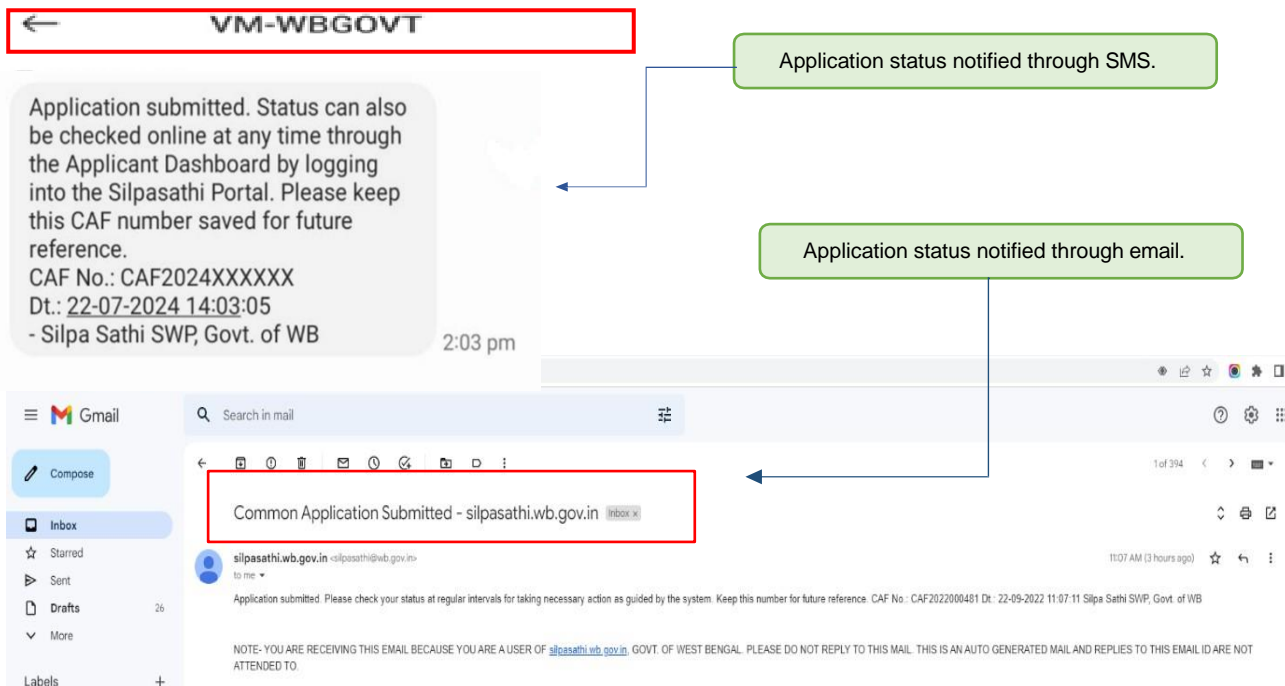 VM-WBGOVT
Application status notified through SMS.
Application submitted. Status can also
be checked online at any time through
the Applicant Dashboard by logging
into the Silpasathi Portal. Please keep
this CAF number saved for future
reference.
CAF No.: CAF2024XXXXXX
Dt.: 22-07-2024 14:03:05
- Silpa Sathi SWP, Govt. of WB
2:03 pm
Application status notified through email.
Gmail
Search in mail
Compose
1 of 394
Common Application Submitted - silpasathi.wb.gov.in Inbox x
Inbox
Starred
silpasathi.wb.gov.in <silpasathi@wb.gov.in>
11:07 AM (3 hours ago)
to me
Sent
Drafts 26
Application submitted. Please check your status at regular intervals for taking necessary action as guided by the system. Keep this number for future reference. CAF No.: CAF2022000481 Dt.: 22-09-2022 11:07:11 Silpa Sathi SWP, Govt. of WB
More
NOTE- YOU ARE RECEIVING THIS EMAIL BECAUSE YOU ARE A USER OF silpasathi.wb.gov.in, GOVT. OF WEST BENGAL. PLEASE DO NOT REPLY TO THIS MAIL. THIS IS AN AUTO GENERATED MAIL AND REPLIES TO THIS EMAIL ID ARE NOT
ATTENDED TO.
Labels +